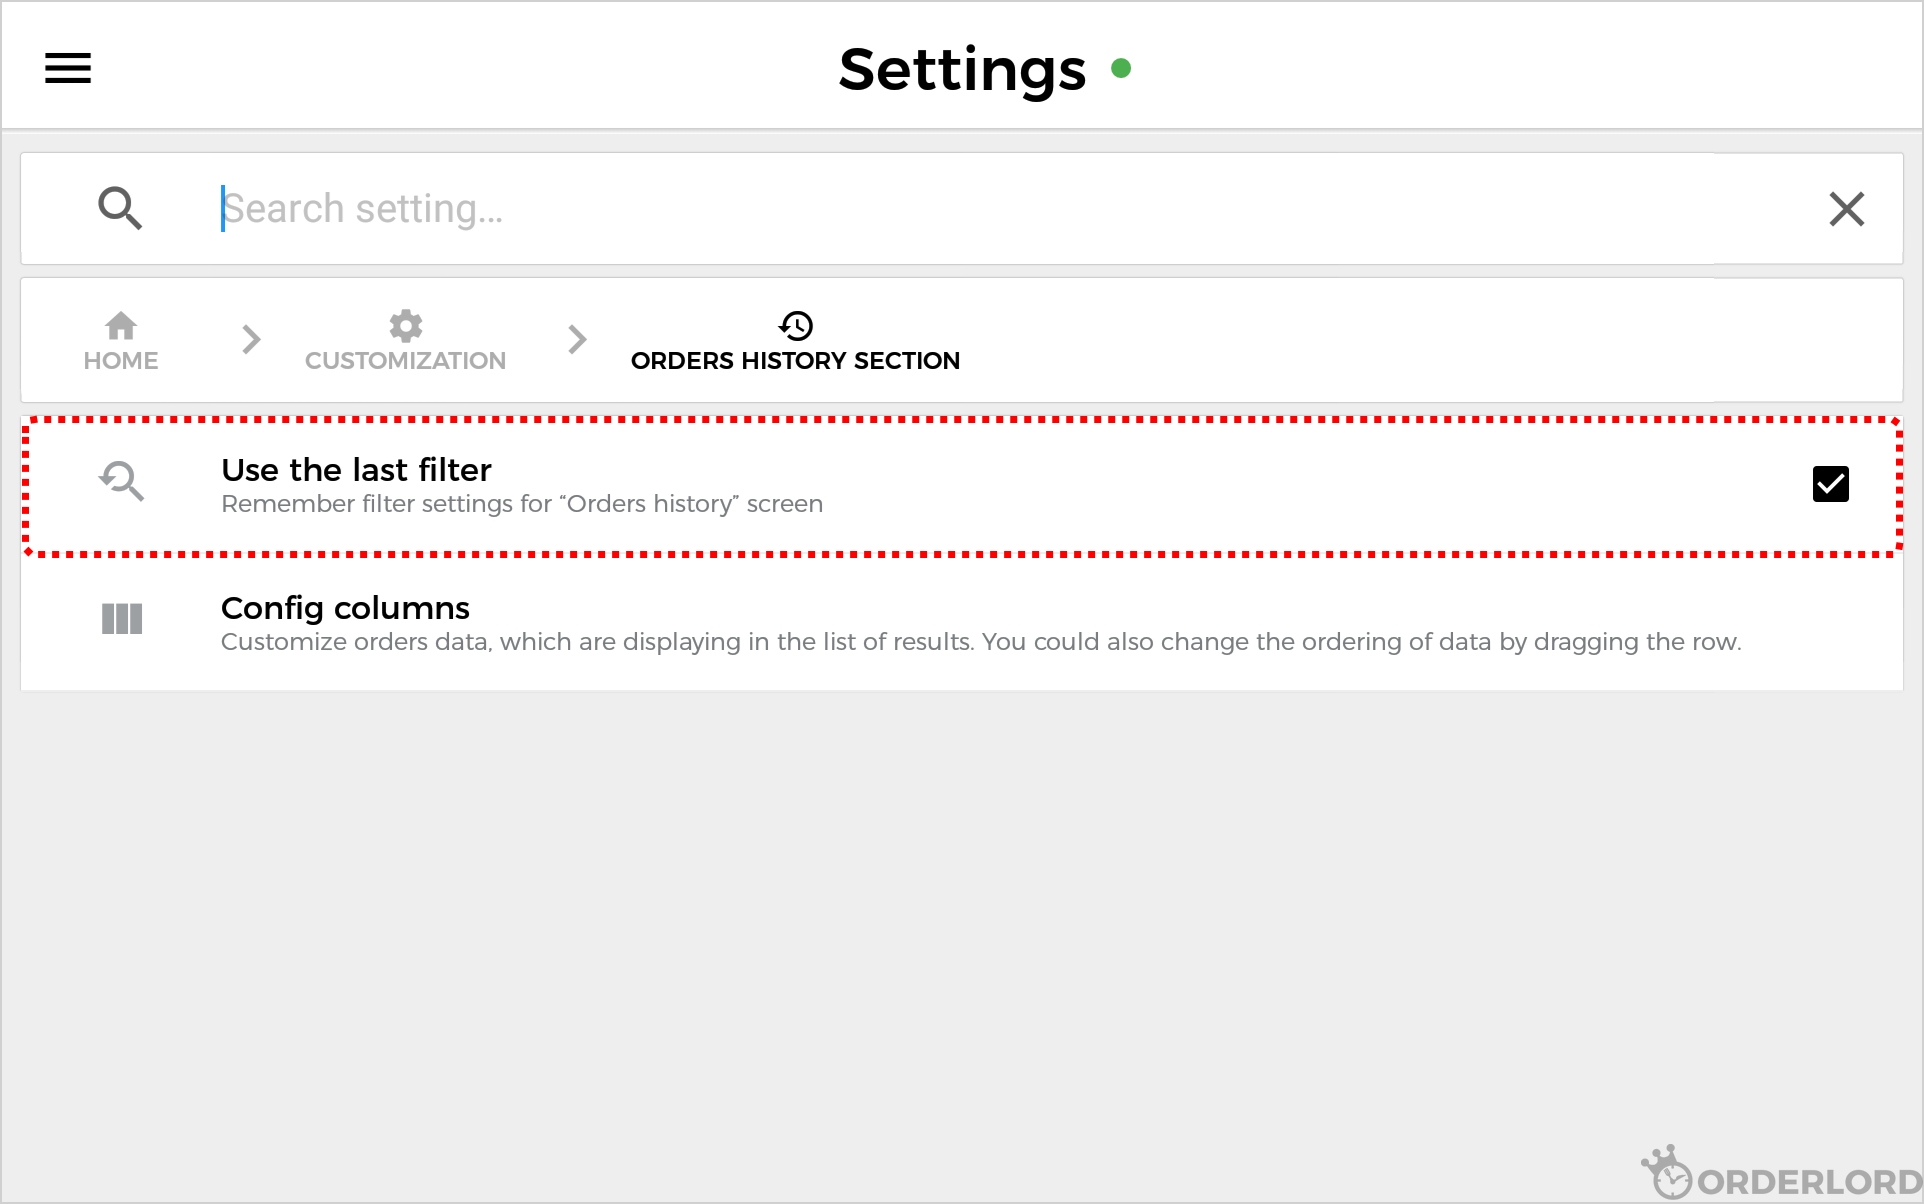 Settings
Search setting...
HOME
CUSTOMIZATION
ORDERS HISTORY SECTION
Use the last filter
Remember filter settings for “Orders history” screen
Config columns
Customize orders data, which are displaying in the list of results. You could also change the ordering of data by dragging the row.
ORDERLORD